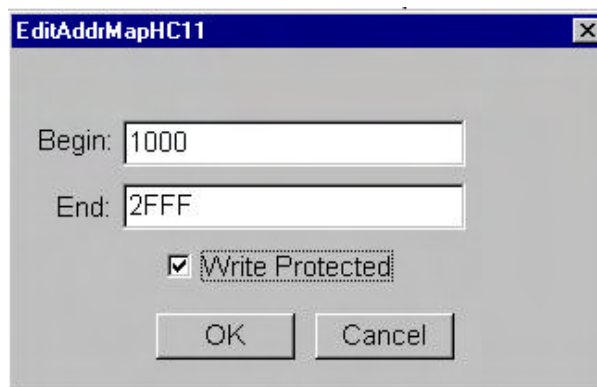 EditAddrMapHC11
Begin: 1000
End: 2FFF
Write Protected
OK Cancel